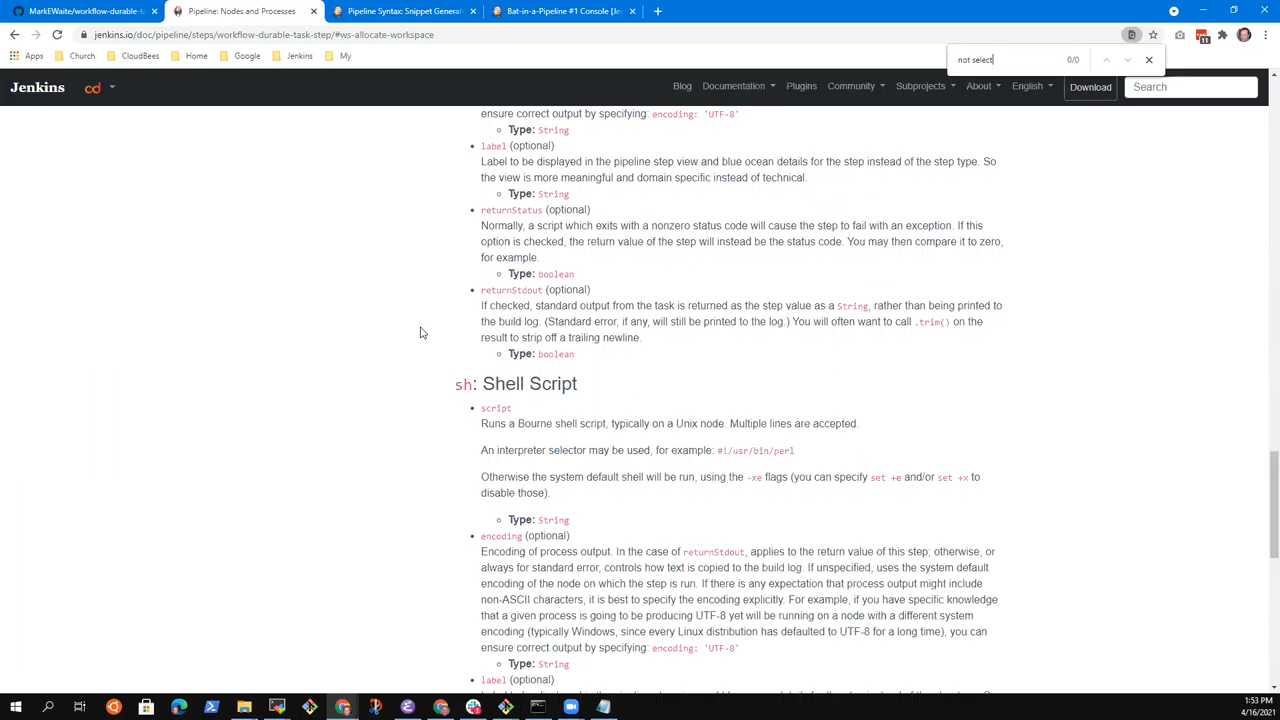 MarkEWaite/workflow-durable-ta
Pipeline: Nodes and Processes
Pipeline Syntax: Snippet Generat
Bat-in-a-Pipeline #1 Console [Je
jenkins.io/doc/pipeline/steps/workflow-durable-task-step/#ws-allocate-workspace
Apps
Church
CloudBees
Home
Google
Jenkins
My
not select
0/0
11
Jenkins
cd
Blog
Documentation
Plugins
Community
Subprojects
About
English
Download
Search
ensure correct output by specifying: encoding: 'UTF-8'
Type: String
label (optional)
Label to be displayed in the pipeline step view and blue ocean details for the step instead of the step type. So
the view is more meaningful and domain specific instead of technical.
Type: String
returnStatus (optional)
Normally, a script which exits with a nonzero status code will cause the step to fail with an exception. If this
option is checked, the return value of the step will instead be the status code. You may then compare it to zero,
for example.
Type: boolean
returnStdout (optional)
If checked, standard output from the task is returned as the step value as a String, rather than being printed to
the build log. (Standard error, if any, will still be printed to the log.) You will often want to call .trim() on the
result to strip off a trailing newline.
Type: boolean
sh: Shell Script
script
Runs a Bourne shell script, typically on a Unix node. Multiple lines are accepted.
An interpreter selector may be used, for example: #!/usr/bin/perl
Otherwise the system default shell will be run, using the -xe flags (you can specify set +e and/or set +x to
disable those).
Type: String
encoding (optional)
Encoding of process output. In the case of returnStdout, applies to the return value of this step; otherwise, or
always for standard error, controls how text is copied to the build log. If unspecified, uses the system default
encoding of the node on which the step is run. If there is any expectation that process output might include
non-ASCII characters, it is best to specify the encoding explicitly. For example, if you have specific knowledge
that a given process is going to be producing UTF-8 yet will be running on a node with a different system
encoding (typically Windows, since every Linux distribution has defaulted to UTF-8 for a long time), you can
ensure correct output by specifying: encoding: 'UTF-8'
Type: String
label (optional)
1:53 PM
4/16/2021